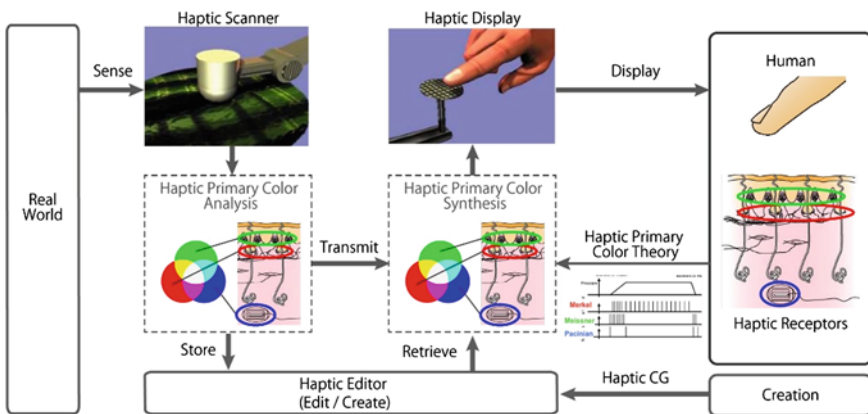 Haptic Scanner
Haptic Display
Real
World
Sense
Display
Human
Haptic Primary Color
Analysis
Haptic Primary Color
Synthesis
Transmit
Haptic Primary
Color Theory
Merkel
Meissner
Pacinian
Haptic Receptors
Store
Retrieve
Haptic Editor
(Edit / Create)
Haptic CG
Creation